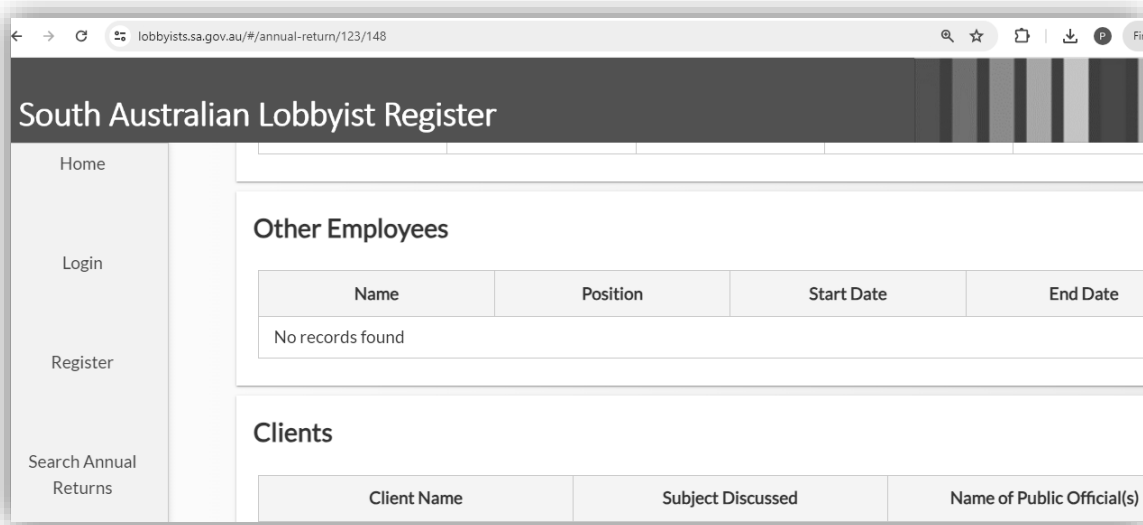 lobbyists.sa.gov.au/#/annual-return/123/148
P
South Australian Lobbyist Register
Home
Login
Register
Search Annual
Returns
Other Employees
Name Position Start Date End Date
No records found
Clients
Client Name Subject Discussed Name of Public Official(s)